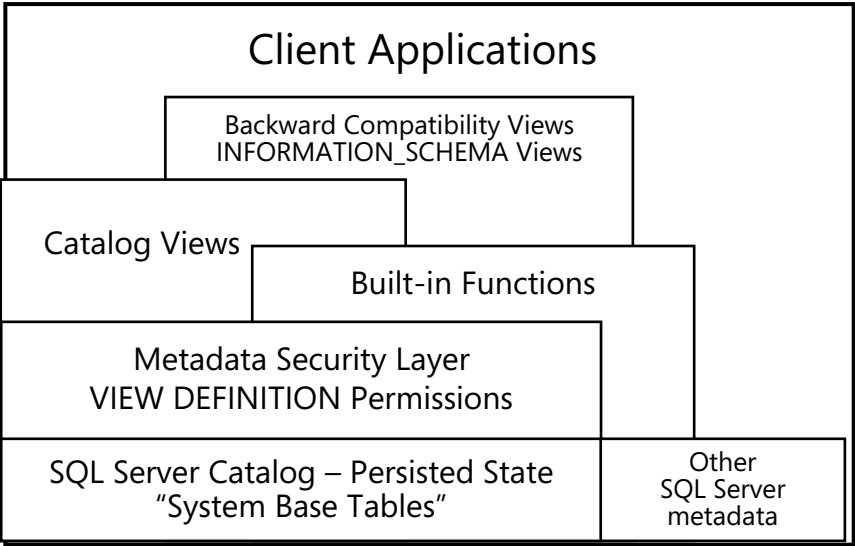 Client Applications
Backward Compatibility Views
INFORMATION_SCHEMA Views
Catalog Views
Built-in Functions
Metadata Security Layer
VIEW DEFINITION Permissions
SQL Server Catalog – Persisted State
“System Base Tables”
Other
SQL Server
metadata